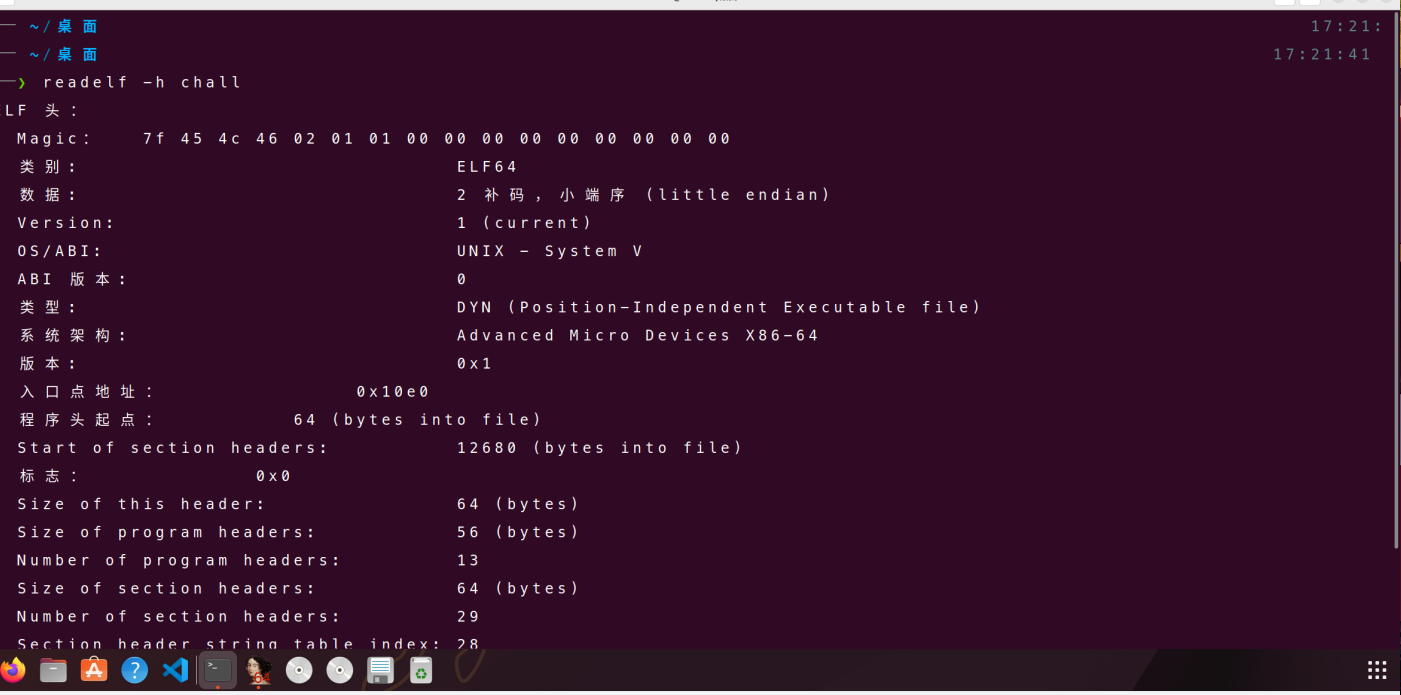 ~/桌面 17:21:
~/桌面 17:21:41
❯ readelf -h chall
LF 头：
Magic： 7f 45 4c 46 02 01 01 00 00 00 00 00 00 00 00 00
类别: ELF64
数据: 2 补码，小端序 (little endian)
Version: 1 (current)
OS/ABI: UNIX - System V
ABI 版本: 0
类型: DYN (Position-Independent Executable file)
系统架构: Advanced Micro Devices X86-64
版本: 0x1
入口点地址： 0x10e0
程序头起点： 64 (bytes into file)
Start of section headers: 12680 (bytes into file)
标志： 0x0
Size of this header: 64 (bytes)
Size of program headers: 56 (bytes)
Number of program headers: 13
Size of section headers: 64 (bytes)
Number of section headers: 29
Section header string table index: 28
64